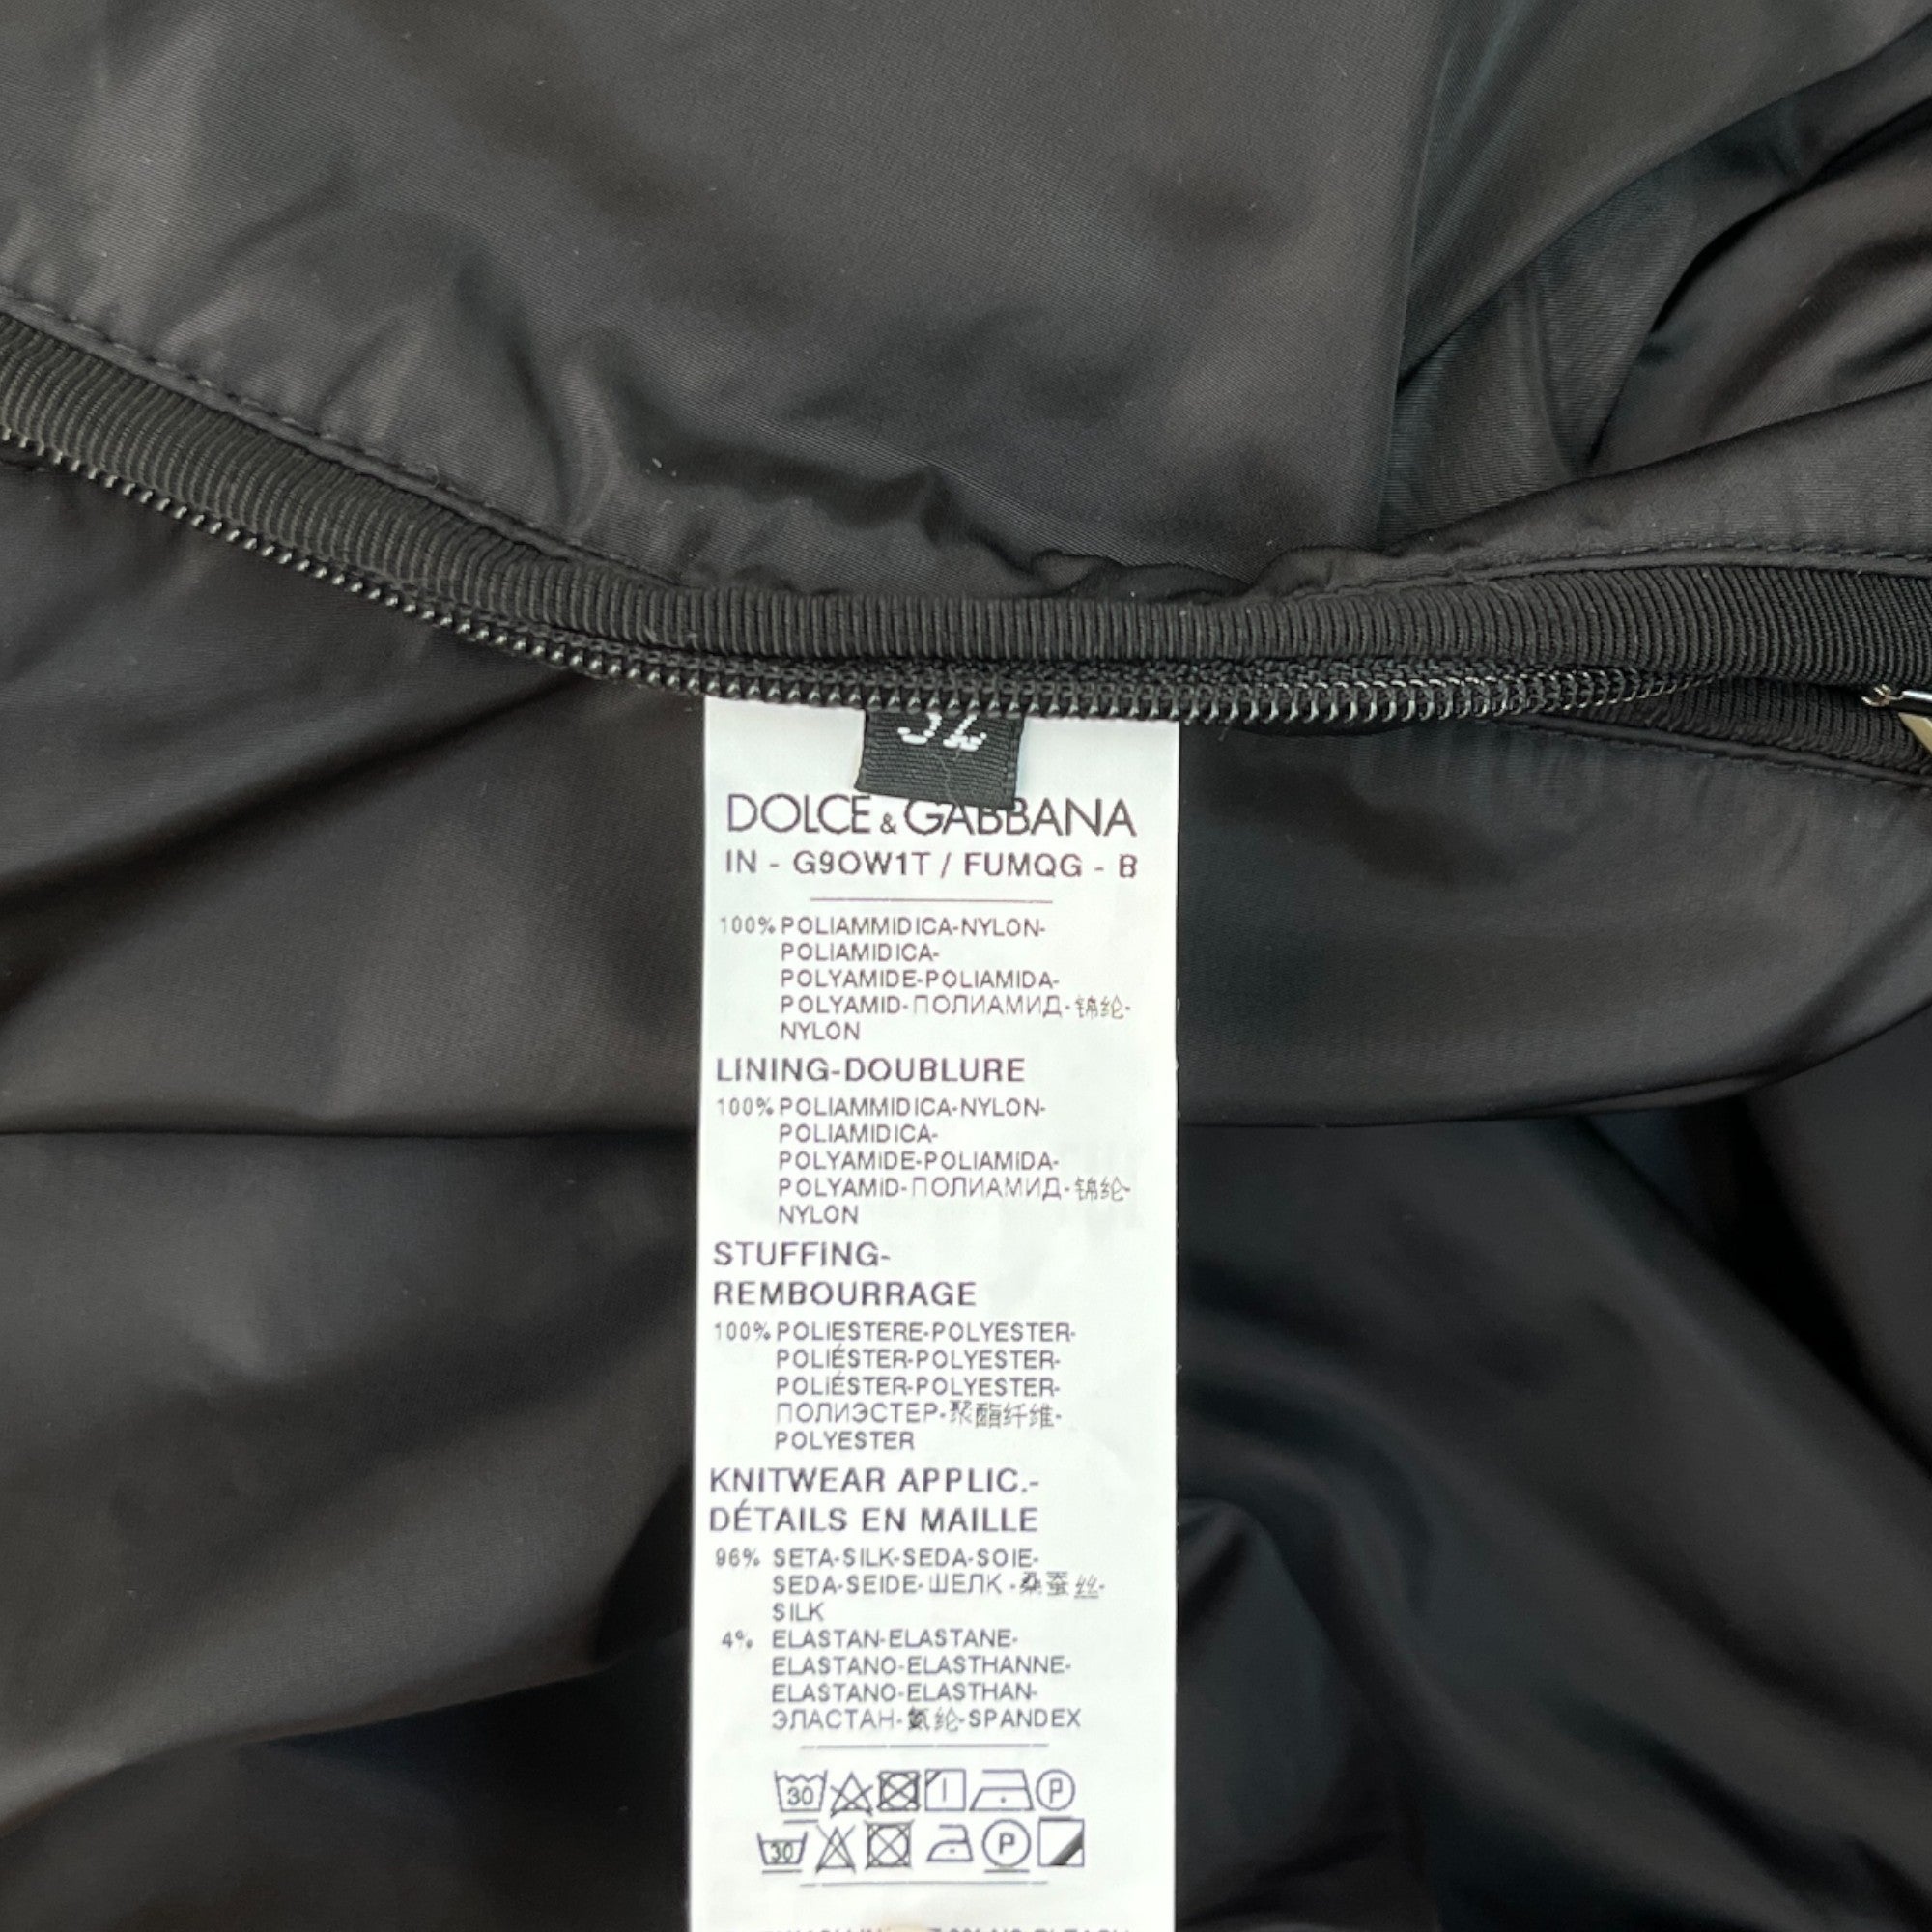 DOLCE & GABBANA
IN - G9OW1T / FUMQG - B
100% POLIAMMIDICA-NYLON-
POLIAMIDICA-
POLYAMIDE-POLIAMIDA-
POLYAMID-ПОЛИАМИД-锦纶-
NYLON
LINING-DOUBLURE
100% POLIAMMIDICA-NYLON-
POLIAMIDICA-
POLYAMIDE-POLIAMIDA-
POLYAMID-ПОЛИАМИД-锦纶-
NYLON
STUFFING-
REMBOURRAGE
100% POLIESTERE-POLYESTER-
POLIÉSTER-POLYESTER-
POLIÉSTER-POLYESTER-
ПОЛИЭСТЕР-聚酯纤维-
POLYESTER
KNITWEAR APPLIC.-
DÉTAILS EN MAILLE
96% SETA-SILK-SEDA-SOIE-
SEDA-SEIDE-ШЕЛК-桑蚕丝-
SILK
4% ELASTAN-ELASTANE-
ELASTANO-ELASTHANNE-
ELASTANO-ELASTHAN-
ЭЛАСТАН-氨纶-SPANDEX
30 P
30 P